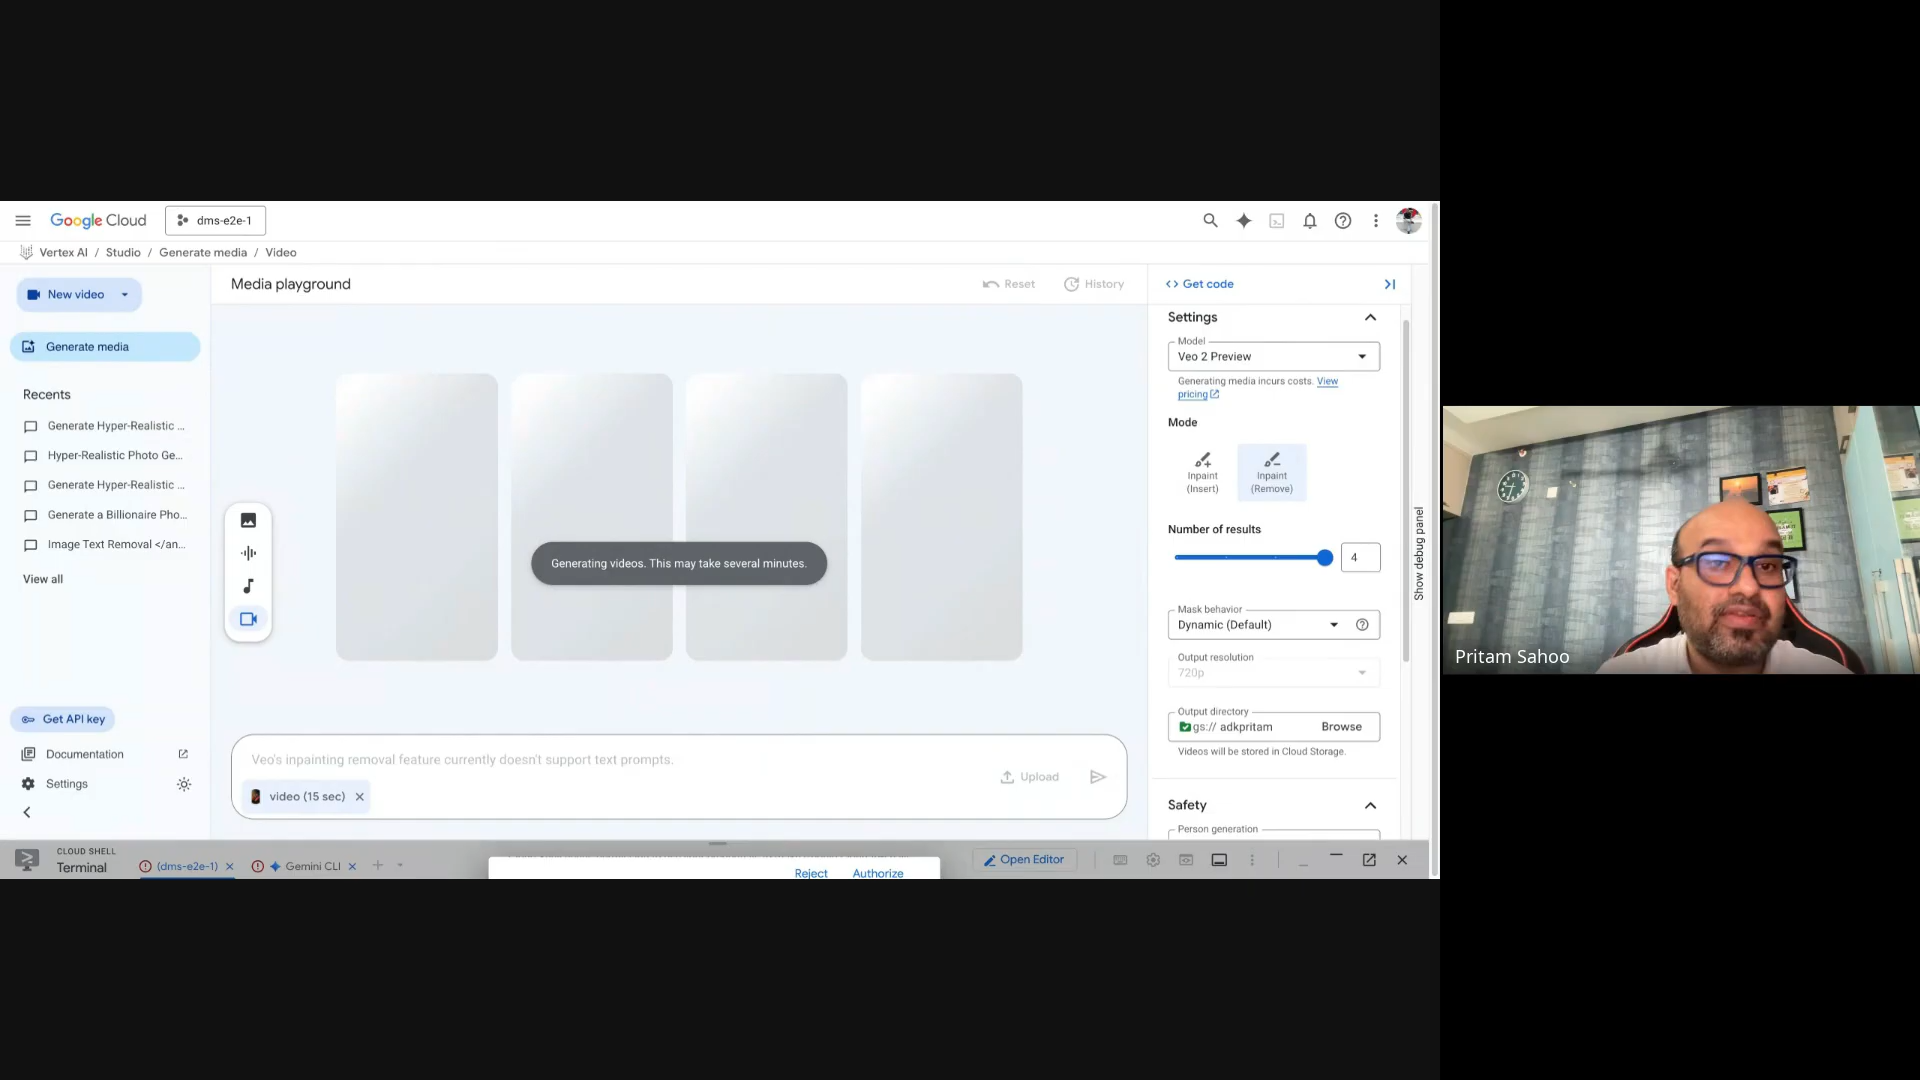 Google Cloud
dms-e2e-1
Vertex AI / Studio / Generate media / Video
New video
Generate media
Recents
Generate Hyper-Realistic ...
Hyper-Realistic Photo Ge...
Generate Hyper-Realistic ...
Generate a Billionaire Pho...
Image Text Removal </an...
View all
Get API key
Documentation
Settings
Media playground
Reset
History
Generating videos. This may take several minutes.
Veo's inpainting removal feature currently doesn't support text prompts.
video (15 sec)
Upload
Get code
Settings
Model
Veo 2 Preview
Generating media incurs costs. View
pricing
Mode
Inpaint
(Insert)
Inpaint
(Remove)
Number of results
4
Mask behavior
Dynamic (Default)
Output resolution
720p
Output directory
gs:// adkpritam
Browse
Videos will be stored in Cloud Storage.
Safety
Person generation
Show debug panel
CLOUD SHELL
Terminal
(dms-e2e-1)
Gemini CLI
Reject
Authorize
Open Editor
Pritam Sahoo